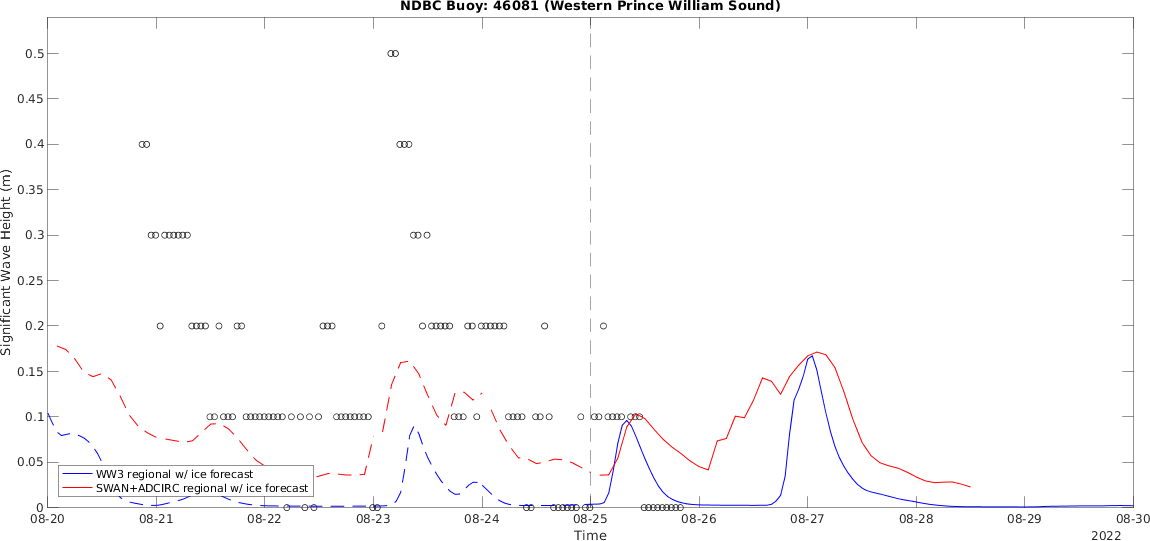 NDBC Buoy: 46081 (Western Prince William Sound)
0.5
0.45
0.4
0.35
0.3
0.25
0.2
0.15
0.1
0.05
0
Significant Wave Height (m)
WW3 regional w/ ice forecast
SWAN+ADCIRC regional w/ ice forecast
08-20 08-21 08-22 08-23 08-24 08-25 08-26 08-27 08-28 08-29 08-30
Time
2022